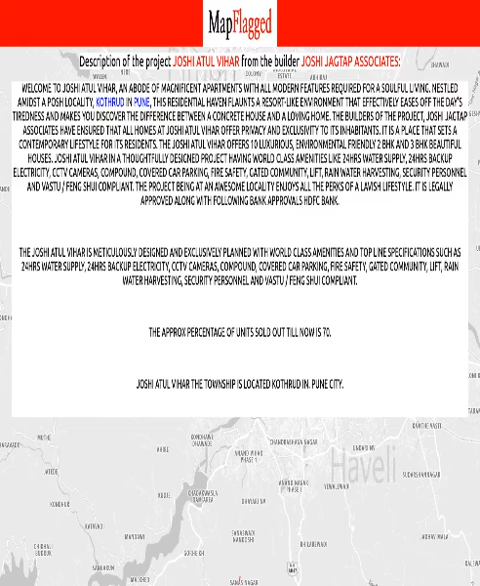 MapFlagged
Description of the project JOSHI ATUL VIHAR from the builder JOSHI JAGTAP ASSOCIATES:
WELCOME TO JOSHI ATUL VIHAR, AN ABODE OF MAGNIFICENT APARTMENTS WITH ALL MODERN FEATURES REQUIRED FOR A SOULFUL LIVING. NESTLED
AMIDST A POSH LOCALITY, KOTHRUD IN PUNE, THIS RESIDENTIAL HAVEN FLAUNTS A RESORT-LIKE ENVIRONMENT THAT EFFECTIVELY EASES OFF THE DAY'S
TIREDNESS AND MAKES YOU DISCOVER THE DIFFERENCE BETWEEN A CONCRETE HOUSE AND A LOVING HOME. THE BUILDERS OF THE PROJECT, JOSHI JAGTAP
ASSOCIATES HAVE ENSURED THAT ALL HOMES AT JOSHI ATUL VIHAR OFFER PRIVACY AND EXCLUSIVITY TO ITS INHABITANTS. IT IS A PLACE THAT SETS A
CONTEMPORARY LIFESTYLE FOR ITS RESIDENTS. THE JOSHI ATUL VIHAR OFFERS 10 LUXURIOUS, ENVIRONMENTAL FRIENDLY 2 BHK AND 3 BHK BEAUTIFUL
HOUSES. JOSHI ATUL VIHAR IN A THOUGHTFULLY DESIGNED PROJECT HAVING WORLD CLASS AMENITIES LIKE 24HRS WATER SUPPLY, 24HRS BACKUP
ELECTRICITY, CCTV CAMERAS, COMPOUND, COVERED CAR PARKING, FIRE SAFETY, GATED COMMUNITY, LIFT, RAIN WATER HARVESTING, SECURITY PERSONNEL
AND VASTU / FENG SHUI COMPLIANT. THE PROJECT BEING AT AN AWESOME LOCALITY ENJOYS ALL THE PERKS OF A LAVISH LIFESTYLE. IT IS LEGALLY
APPROVED ALONG WITH FOLLOWING BANK APPROVALS HDFC BANK.
THE JOSHI ATUL VIHAR IS METICULOUSLY DESIGNED AND EXCLUSIVELY PLANNED WITH WORLD CLASS AMENITIES AND TOP LINE SPECIFICATIONS SUCH AS
24HRS WATER SUPPLY, 24HRS BACKUP ELECTRICITY, CCTV CAMERAS, COMPOUND, COVERED CAR PARKING, FIRE SAFETY, GATED COMMUNITY, LIFT, RAIN
WATER HARVESTING, SECURITY PERSONNEL AND VASTU / FENG SHUI COMPLIANT.
THE APPROX PERCENTAGE OF UNITS SOLD OUT TILL NOW IS 70.
JOSHI ATUL VIHAR THE TOWNSHIP IS LOCATED KOTHRUD IN. PUNE CITY.
Haveli